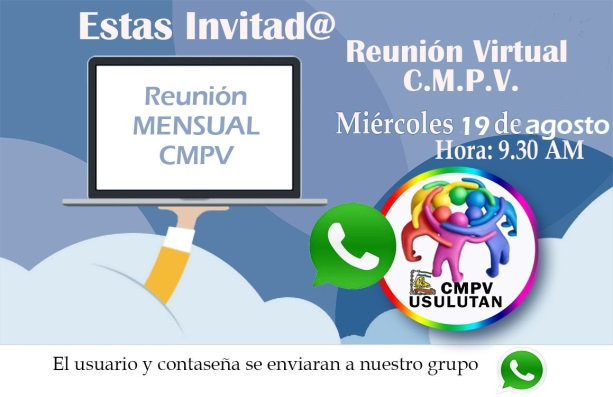 Estas Invitad@
Reunión Virtual
C.M.P.V.
Reunión
MENSUAL
CMPV
Miércoles 19 de agosto
Hora: 9.30 AM
CMPV
USULUTAN
El usuario y contaseña se enviaran a nuestro grupo